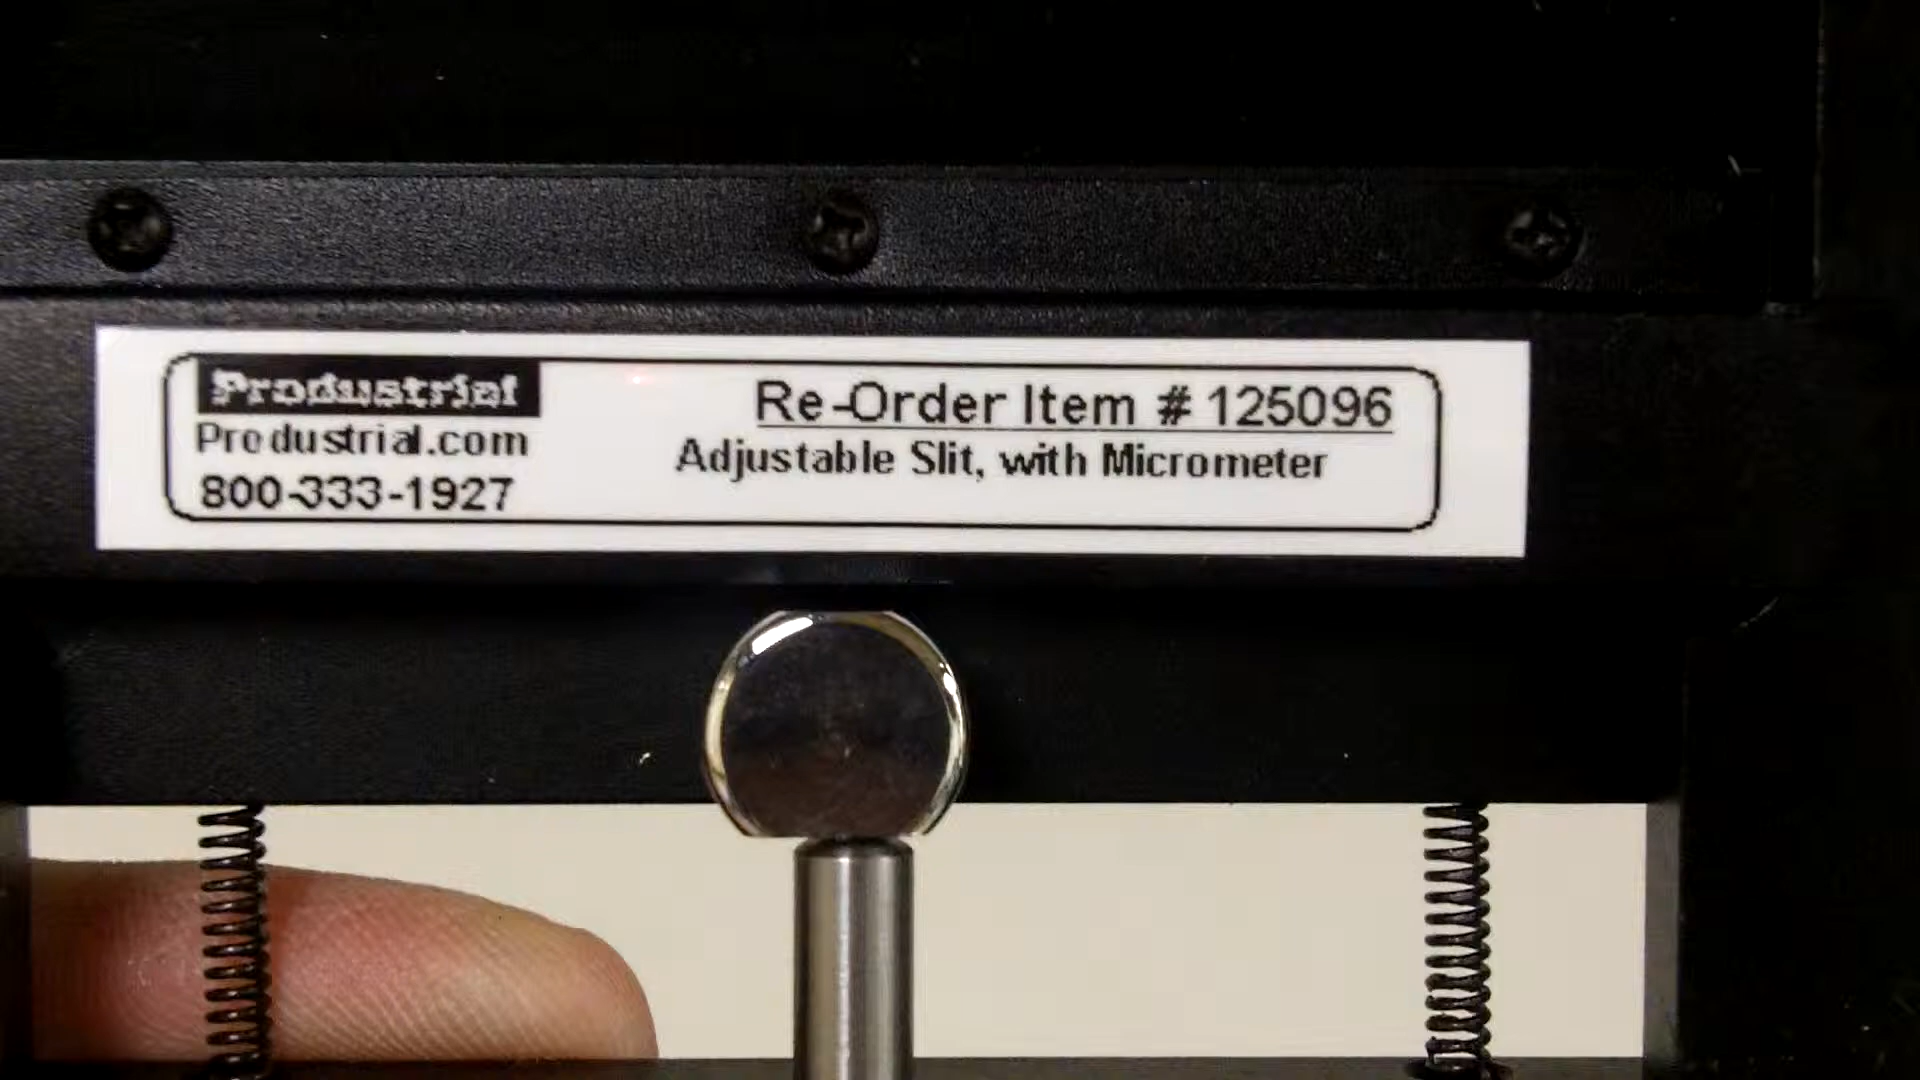 Produstrial
Produstrial.com
800-333-1927
Re-Order Item # 125096
Adjustable Slit, with Micrometer